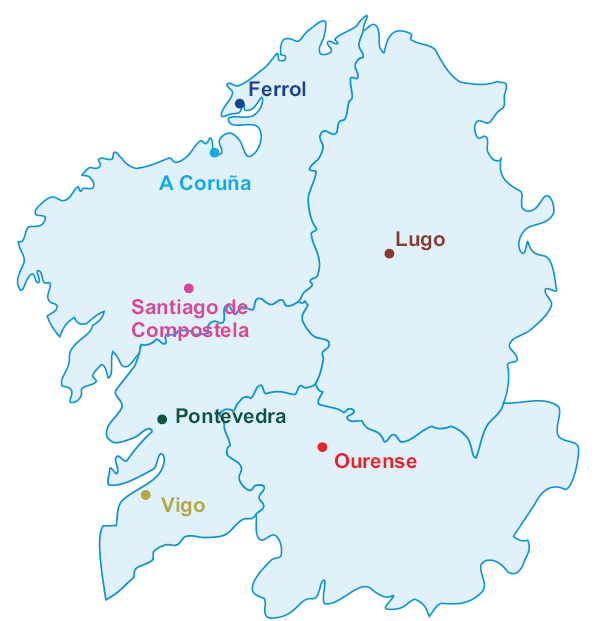 Ferrol
A Coruña
Lugo
Santiago de
Compostela
Pontevedra
Ourense
Vigo